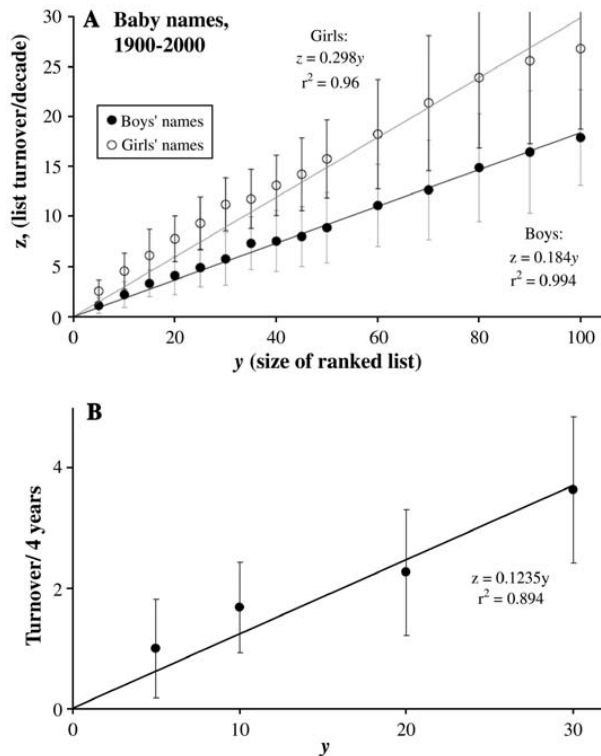 A Baby names,
1900-2000
Girls:
z = 0.298y
r² = 0.96
Boys' names
Girls' names
Boys:
z = 0.184y
r² = 0.994
z, (list turnover/decade)
30
25
20
15
10
5
0
0 20 40 60 80 100
y (size of ranked list)
B
Turnover/ 4 years
4
2
0
z = 0.1235y
r² = 0.894
0 10 20 30
y